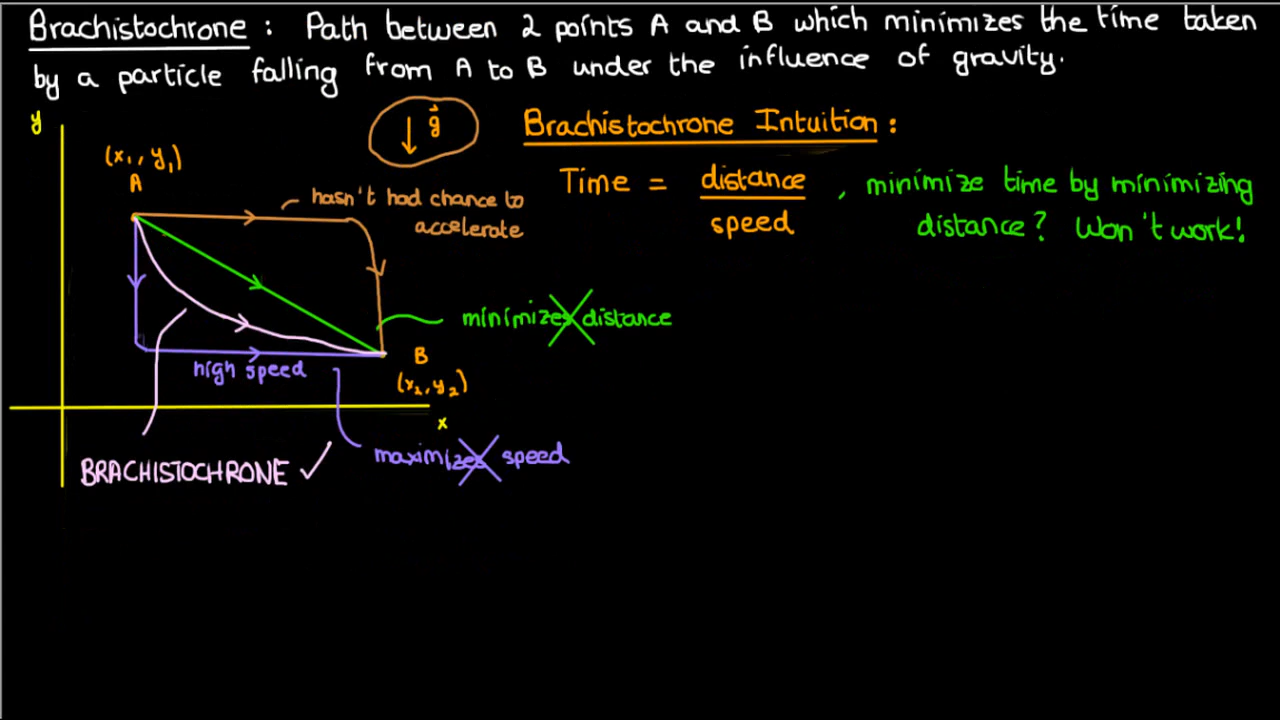 Brachistochrone : Path between 2 points A and B which minimizes the time taken
by a particle falling from A to B under the influence of gravity.
y
g
Brachistochrone Intuition :
(x₁, y₁)
A
Time = distance / speed , minimize time by minimizing
distance? Won't work!
hasn't had chance to
accelerate
minimizes distance
B
high speed
(x₂, y₂)
x
maximizes speed
BRACHISTOCHRONE ✓